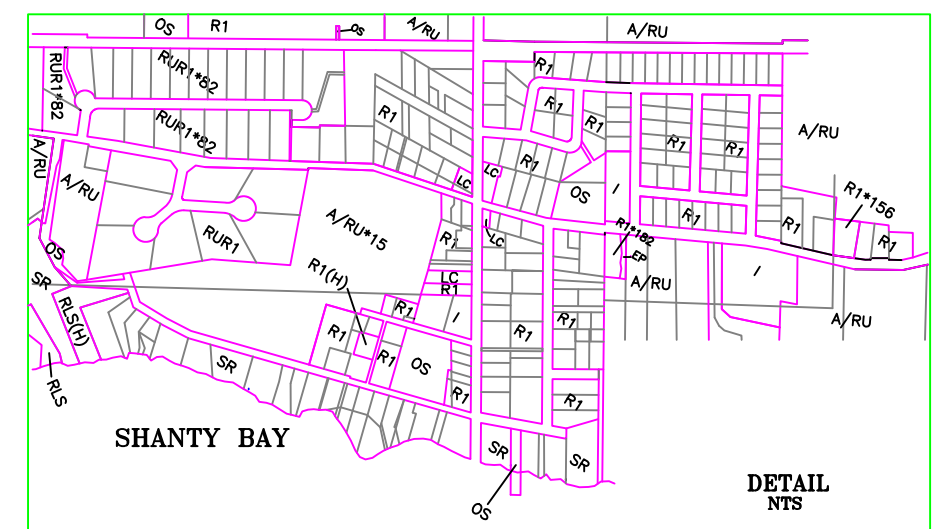 OS
R1
OS
A/RU
A/RU
RUR1*82
RUR1*82
R1
R1
R1
R1
RUR1*82
R1
R1
R1
A/RU
A/RU
A/RU
LC
LC
R1
OS
I
R1
R1*156
A/RU*15
RUR1
R1
LC
R1*182
EP
R1
R1
OS
SR
R1(H)
LC
R1
A/RU
I
RLS(H)
R1
R1
I
R1
R1
A/RU
SR
R1
OS
RLS
R1
R1
SHANTY BAY
SR
SR
DETAIL
NTS
OS